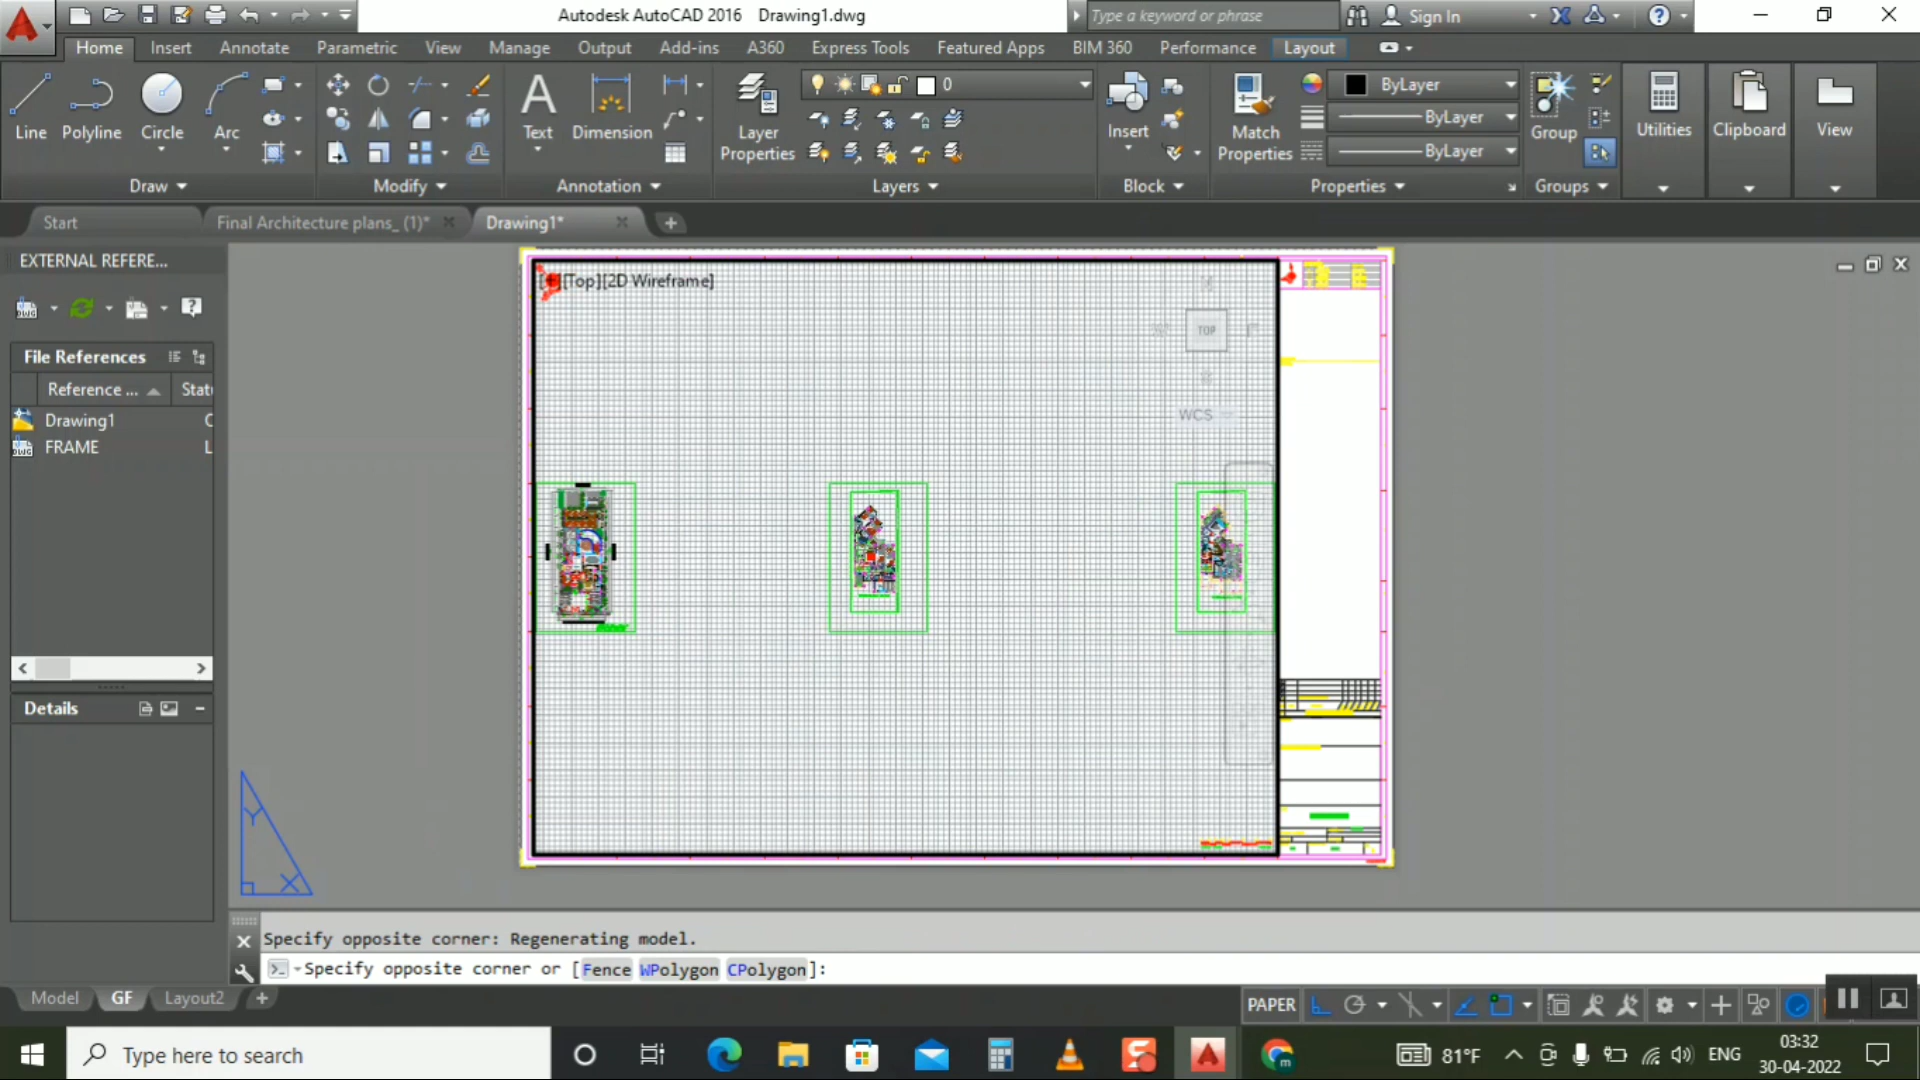 Autodesk AutoCAD 2016 Drawing1.dwg
Type a keyword or phrase
Sign In
Home Insert Annotate Parametric View Manage Output Add-ins A360 Express Tools Featured Apps BIM 360 Performance Layout
Line Polyline Circle Arc
Text Dimension
Layer Properties
0
Insert
Match Properties
ByLayer
ByLayer
ByLayer
Group
Utilities Clipboard View
Draw Modify Annotation Layers Block Properties Groups
Start Final Architecture plans_ (1)* Drawing1*
EXTERNAL REFERE...
[Top][2D Wireframe]
TOP
WCS
DWG
File References
Reference ... Stat
Drawing1 C
FRAME L
Details
Y
X
Specify opposite corner: Regenerating model.
Specify opposite corner or [Fence WPolygon CPolygon]:
Model GF Layout2
PAPER
Type here to search
81°F
ENG
03:32
30-04-2022